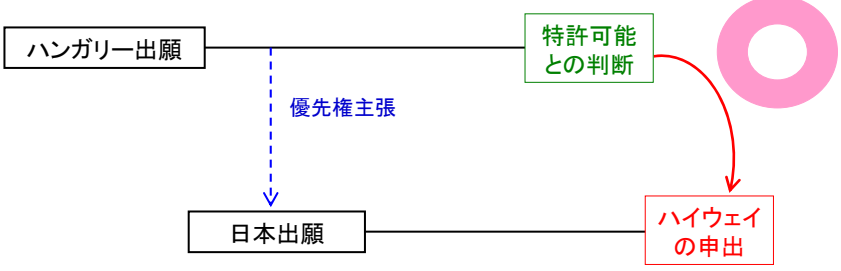 ハンガリー出願
特許可能
との判断
優先権主張
日本出願
ハイウェイ
の申出